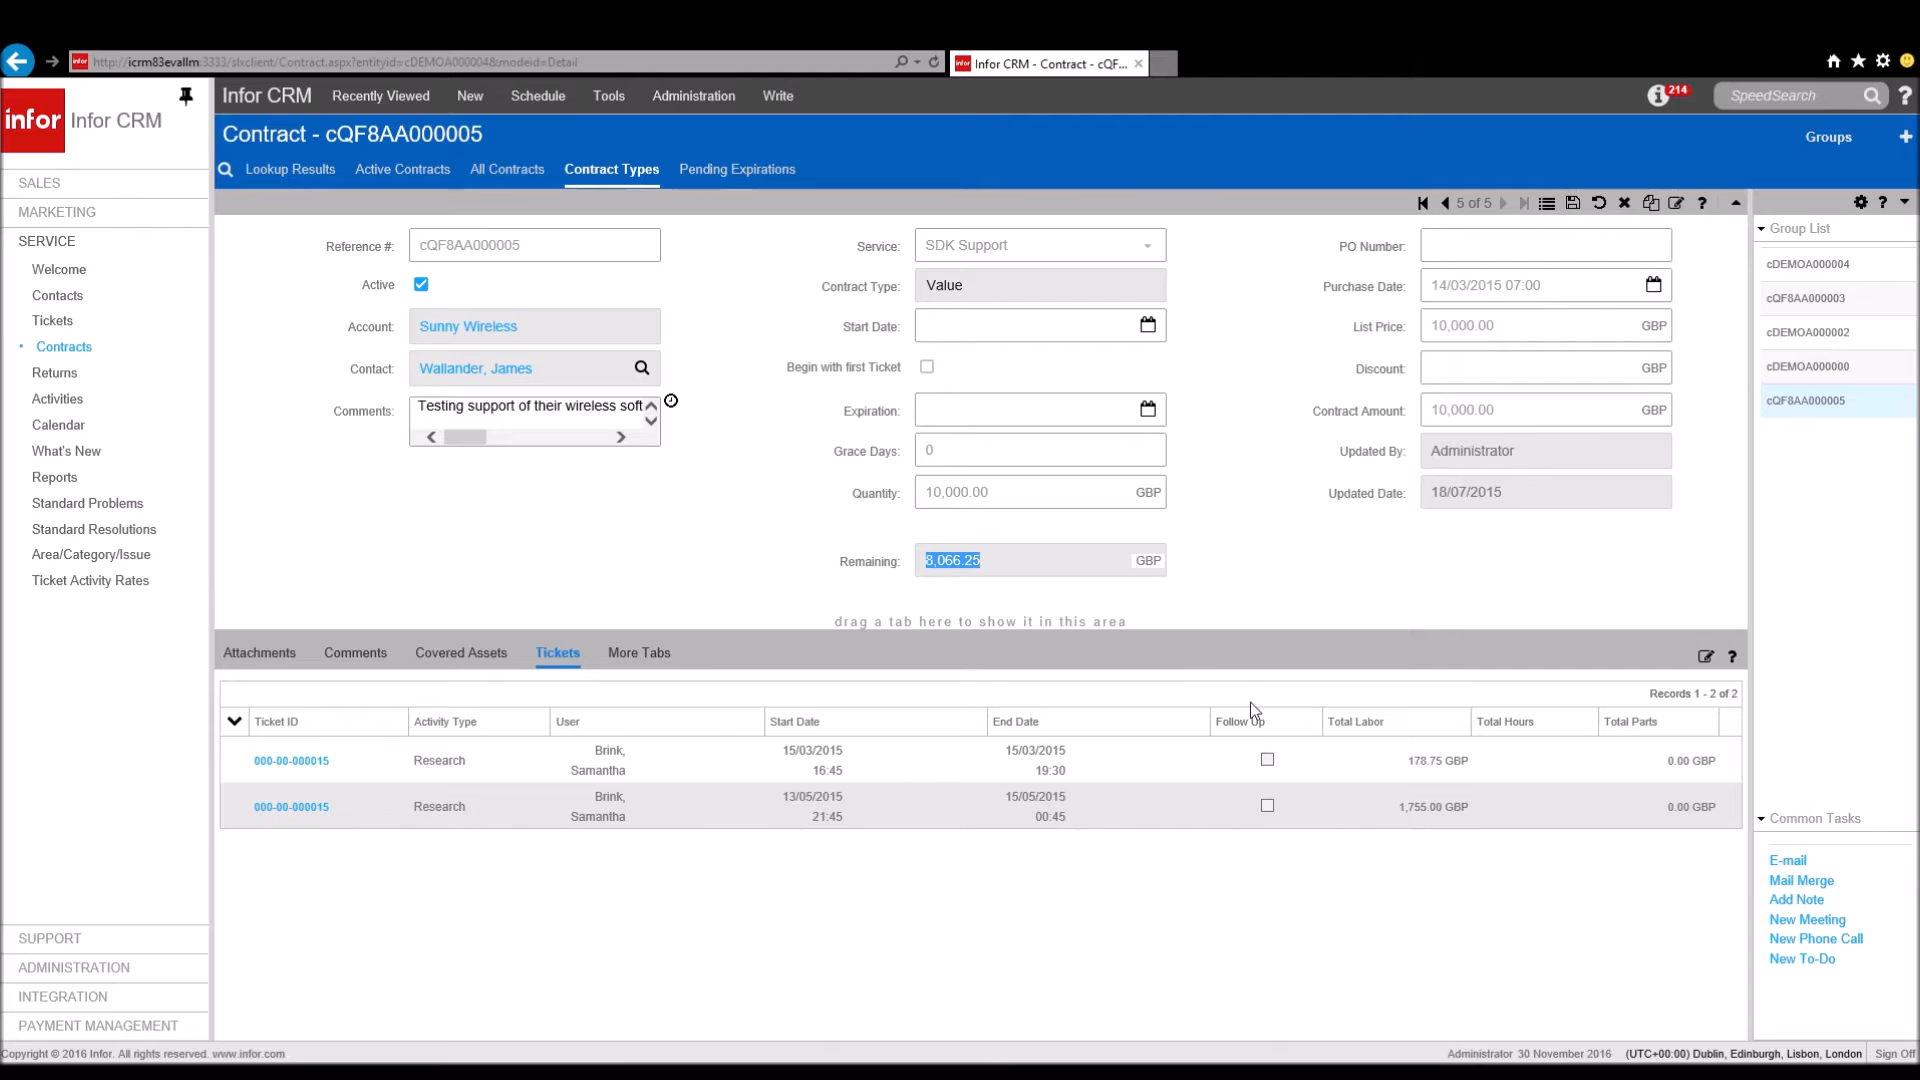 http://icrm83evallm:3333/slxclient/Contract.aspx?entityid=cDEMOA000004&modeid=Detail
infor Infor CRM - Contract - cQF...
infor Infor CRM
Infor CRM Recently Viewed New Schedule Tools Administration Write 214 SpeedSearch ?
Contract - cQF8AA000005
Groups
Lookup Results Active Contracts All Contracts Contract Types Pending Expirations
5 of 5 ? ?
SALES
MARKETING
SERVICE
Welcome
Contacts
Tickets
Contracts
Returns
Activities
Calendar
What's New
Reports
Standard Problems
Standard Resolutions
Area/Category/Issue
Ticket Activity Rates
SUPPORT
ADMINISTRATION
INTEGRATION
PAYMENT MANAGEMENT
Reference #: cQF8AA000005
Active
Account: Sunny Wireless
Contact: Wallander, James
Comments: Testing support of their wireless soft
Service: SDK Support
Contract Type: Value
Start Date:
Begin with first Ticket
Expiration:
Grace Days: 0
Quantity: 10,000.00 GBP
Remaining: 8,066.25 GBP
PO Number:
Purchase Date: 14/03/2015 07:00
List Price: 10,000.00 GBP
Discount: GBP
Contract Amount: 10,000.00 GBP
Updated By: Administrator
Updated Date: 18/07/2015
drag a tab here to show it in this area
Attachments Comments Covered Assets Tickets More Tabs ?
Records 1 - 2 of 2
Ticket ID Activity Type User Start Date End Date Follow Up Total Labor Total Hours Total Parts
000-00-000015 Research Brink, Samantha 15/03/2015 16:45 15/03/2015 19:30 178.75 GBP 0.00 GBP
000-00-000015 Research Brink, Samantha 13/05/2015 21:45 15/05/2015 00:45 1,755.00 GBP 0.00 GBP
Group List
cDEMOA000004
cQF8AA000003
cDEMOA000002
cDEMOA000000
cQF8AA000005
Common Tasks
E-mail
Mail Merge
Add Note
New Meeting
New Phone Call
New To-Do
Copyright © 2016 Infor. All rights reserved. www.infor.com
Administrator 30 November 2016 (UTC+00:00) Dublin, Edinburgh, Lisbon, London Sign Off